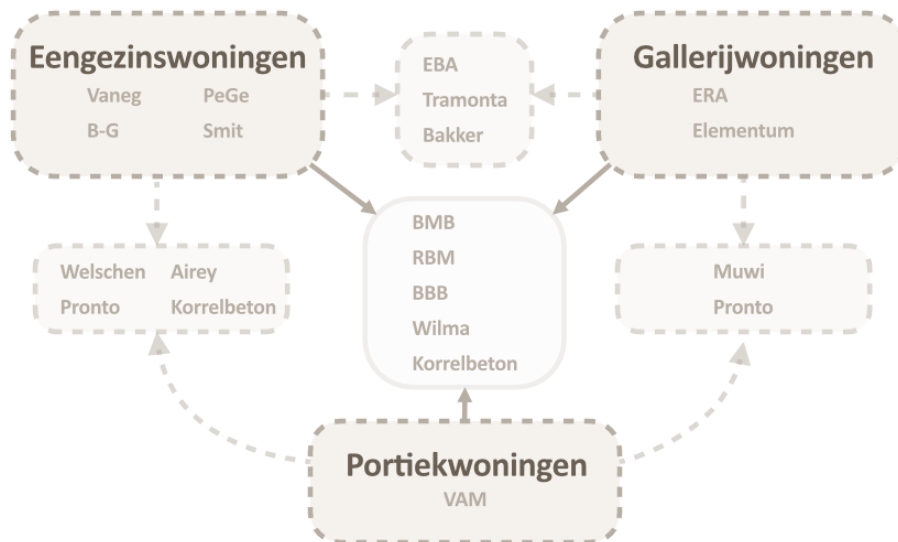 Eengezinswoningen
Vaneg PeGe
B-G Smit
EBA
Tramonta
Bakker
Gallerijwoningen
ERA
Elementum
Welschen Airey
Pronto Korrelbeton
BMB
RBM
BBB
Wilma
Korrelbeton
Muwi
Pronto
Portiekwoningen
VAM